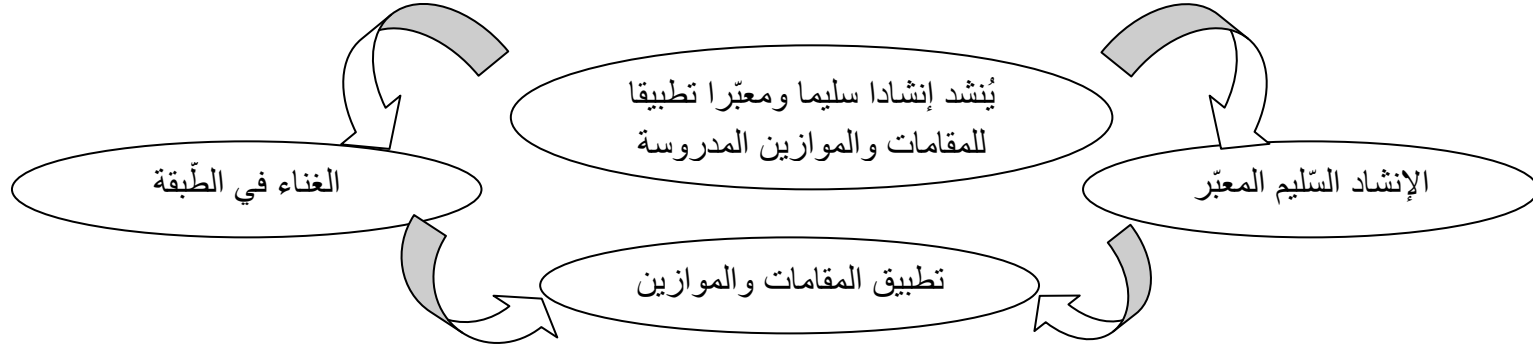 يُنشد إنشادا سليما ومعبّرا تطبيقا
للمقامات والموازين المدروسة
الإنشاد السّليم المعبّر
الغناء في الطّبقة
تطبيق المقامات والموازين